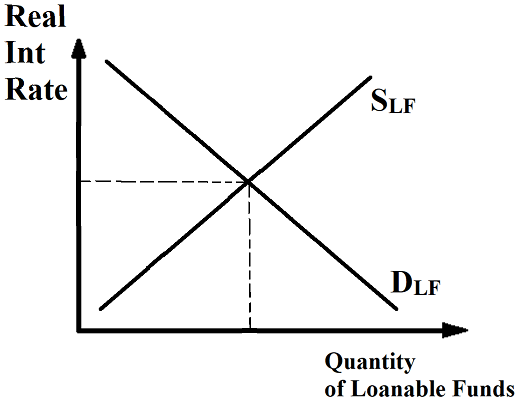 Real
Int
Rate
SLF
DLF
Quantity
of Loanable Funds